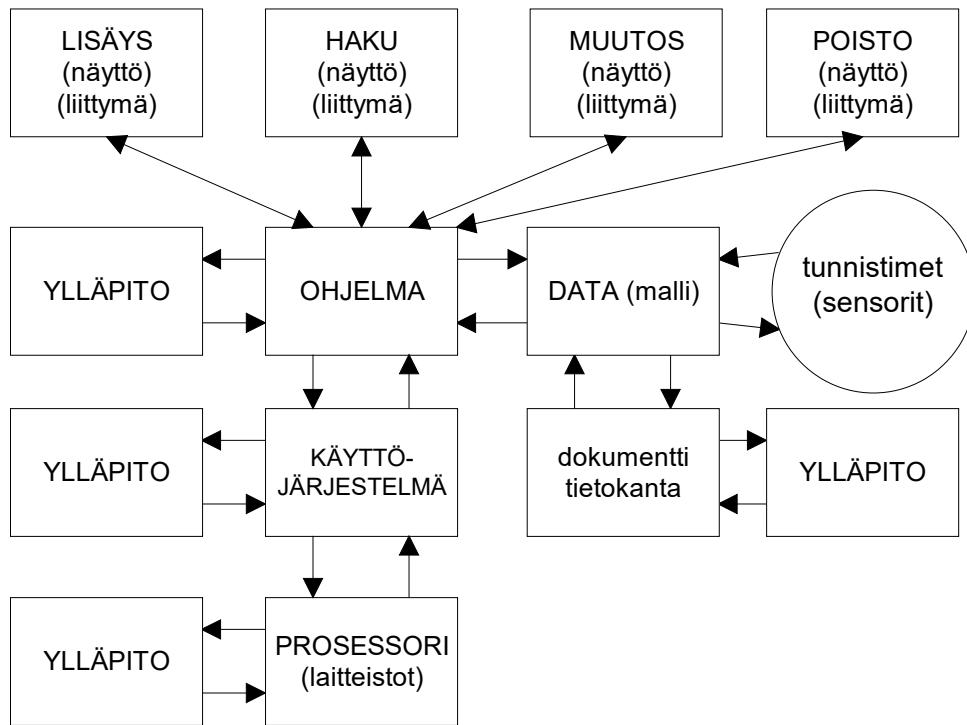 LISÄYS
(näyttö)
(liittymä)
HAKU
(näyttö)
(liittymä)
MUUTOS
(näyttö)
(liittymä)
POISTO
(näyttö)
(liittymä)
YLLÄPITO
OHJELMA
DATA (malli)
tunnistimet
(sensorit)
YLLÄPITO
KÄYTTÖ-
JÄRJESTELMÄ
dokumentti
tietokanta
YLLÄPITO
YLLÄPITO
PROSESSORI
(laitteistot)